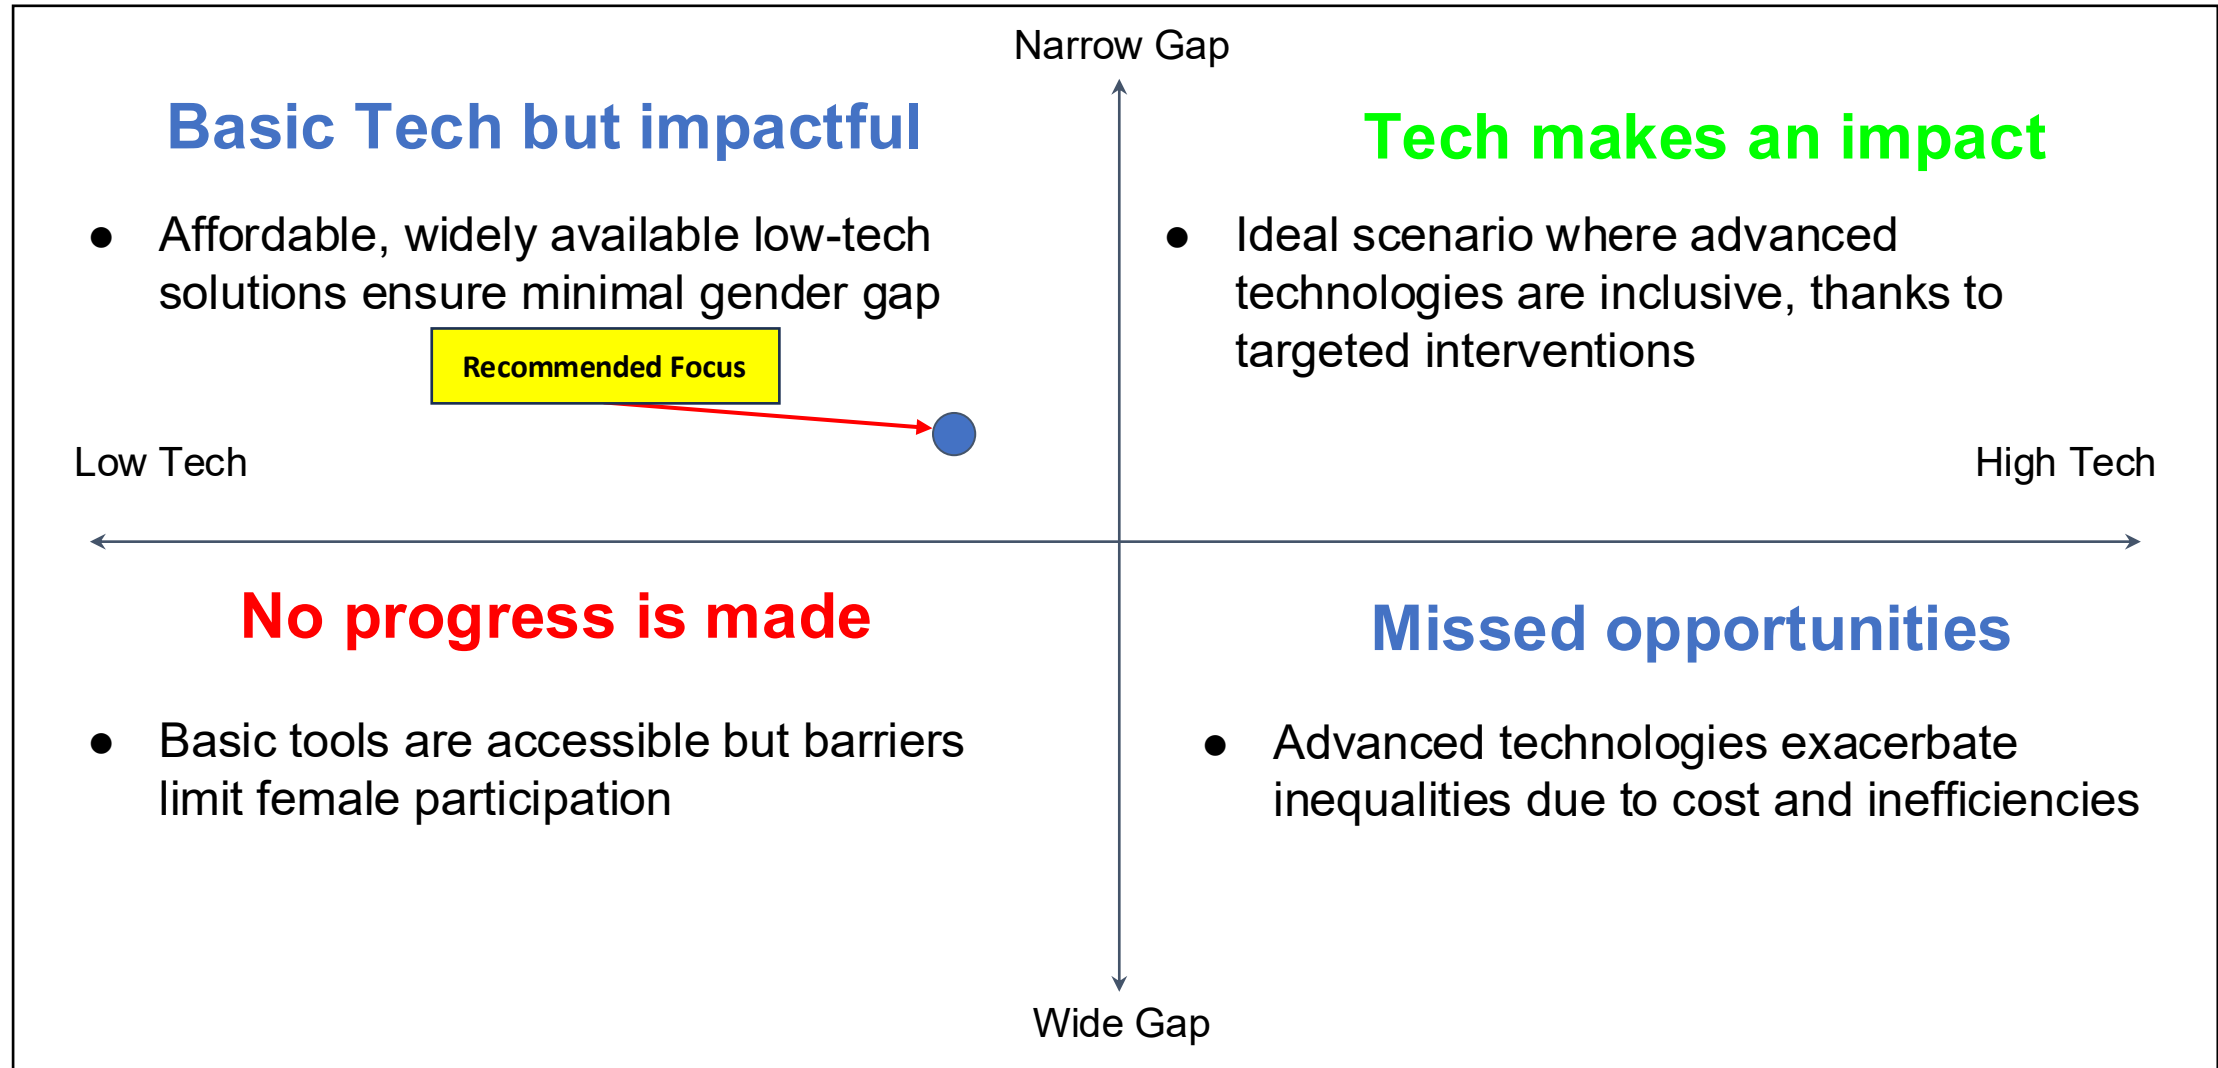 Narrow Gap
Basic Tech but impactful
● Affordable, widely available low-tech
solutions ensure minimal gender gap
Recommended Focus
Tech makes an impact
● Ideal scenario where advanced
technologies are inclusive, thanks to
targeted interventions
Low Tech
High Tech
No progress is made
● Basic tools are accessible but barriers
limit female participation
Missed opportunities
● Advanced technologies exacerbate
inequalities due to cost and inefficiencies
Wide Gap